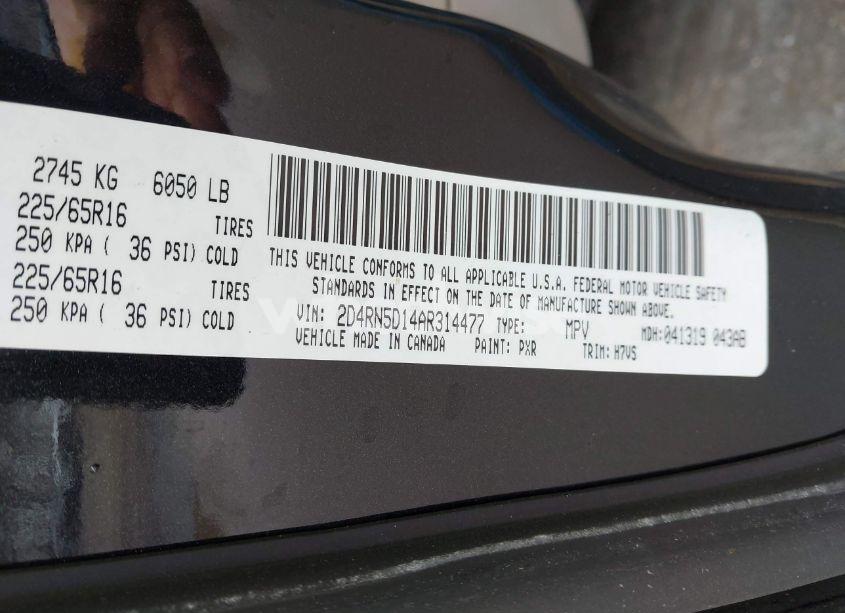 2745 KG 6050 LB
225/65R16 TIRES
250 KPA ( 36 PSI) COLD
225/65R16 TIRES
250 KPA ( 36 PSI) COLD
THIS VEHICLE CONFORMS TO ALL APPLICABLE U.S.A. FEDERAL MOTOR VEHICLE SAFETY
STANDARDS IN EFFECT ON THE DATE OF MANUFACTURE SHOWN ABOVE.
VIN: 2D4RN5D14AR314477 TYPE: MPV MDH: 041319 043AB
VEHICLE MADE IN CANADA PAINT: PXR TRIM: H7VS